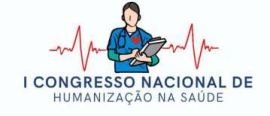 I CONGRESSO NACIONAL DE
HUMANIZAÇÃO NA SAÚDE